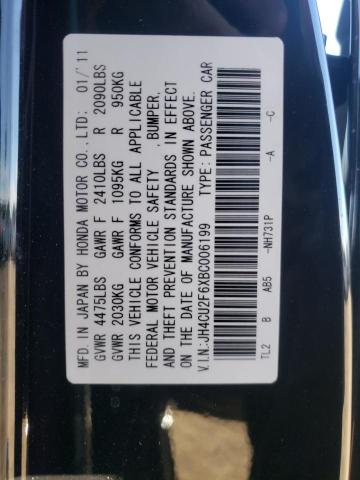 MFD. IN JAPAN BY HONDA MOTOR CO.,LTD: 01/'11
GVWR 4475LBS GAWR F 2410LBS R 2090LBS
GVWR 2030KG GAWR F 1095KG R 950KG
THIS VEHICLE CONFORMS TO ALL APPLICABLE
FEDERAL MOTOR VEHICLE SAFETY ,BUMPER,
AND THEFT PREVENTION STANDARDS IN EFFECT
ON THE DATE OF MANUFACTURE SHOWN ABOVE.
V.I.N.:JH4CU2F6XBC006199 TYPE: PASSENGER CAR
TL2 B AB5 -NH731P -A -C